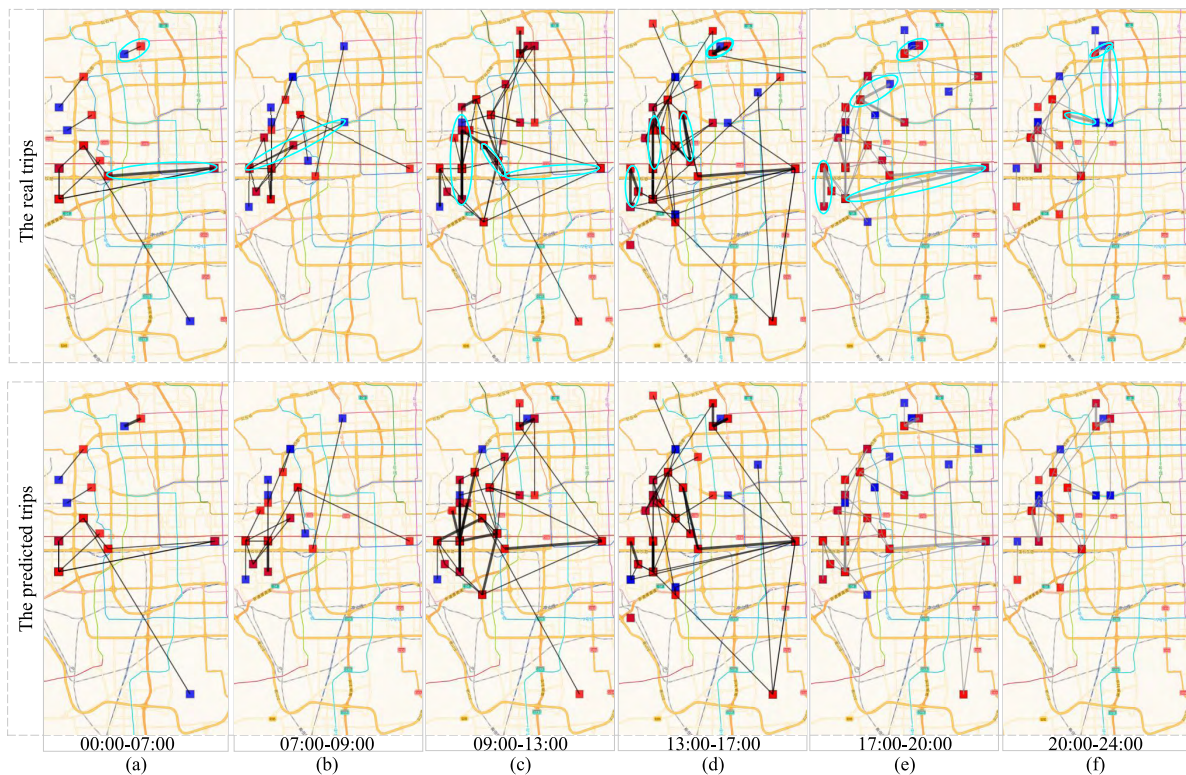 The real trips
The predicted trips
00:00-07:00
07:00-09:00
09:00-13:00
13:00-17:00
17:00-20:00
20:00-24:00
(a)
(b)
(c)
(d)
(e)
(f)